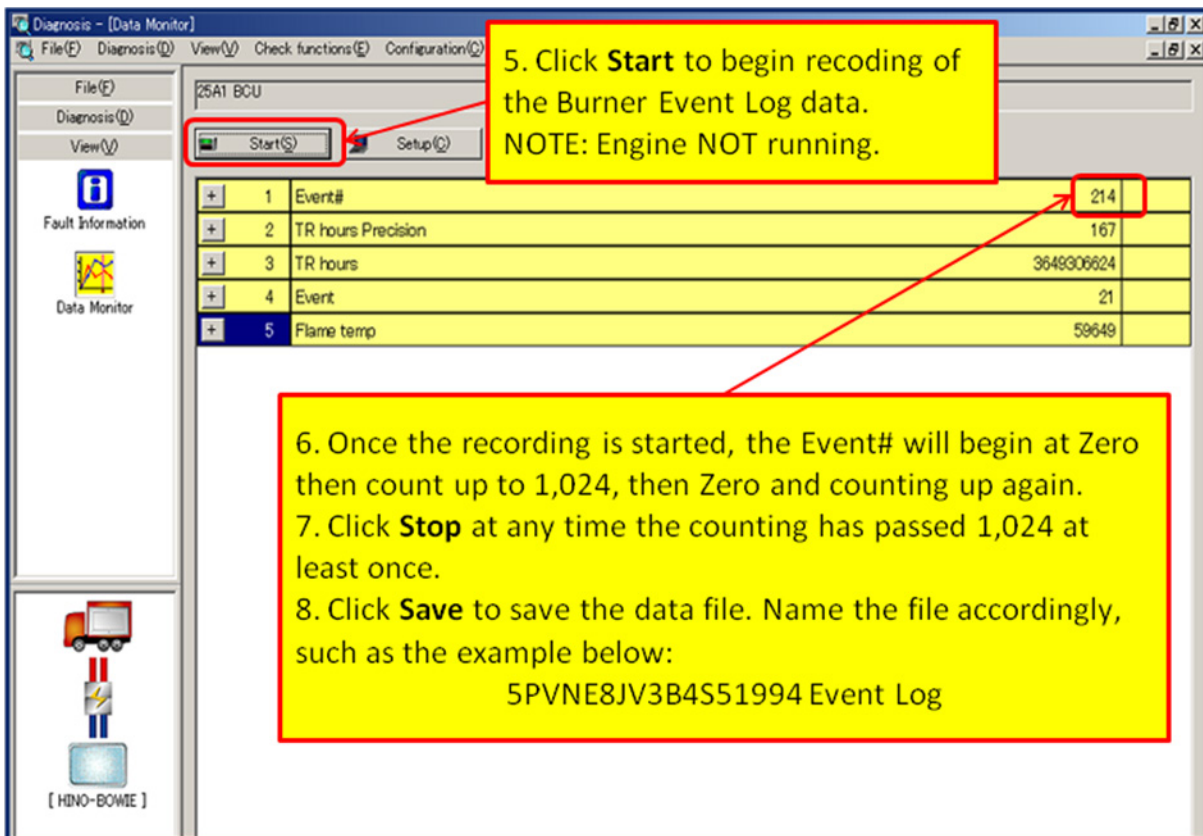 Diagnosis - [Data Monitor]
File(F) Diagnosis(D) View(V) Check functions(E) Configuration(C)
File(F)
Diagnosis(D)
View(V)
Fault Information
Data Monitor
[ HINO-BOWIE ]
25A1 BCU
Start(S) Setup(C)
5. Click Start to begin recoding of
the Burner Event Log data.
NOTE: Engine NOT running.
+ 1 Event# 214
+ 2 TR hours Precision 167
+ 3 TR hours 3649306624
+ 4 Event 21
+ 5 Flame temp 59649
6. Once the recording is started, the Event# will begin at Zero
then count up to 1,024, then Zero and counting up again.
7. Click Stop at any time the counting has passed 1,024 at
least once.
8. Click Save to save the data file. Name the file accordingly,
such as the example below:
5PVNE8JV3B4S51994 Event Log